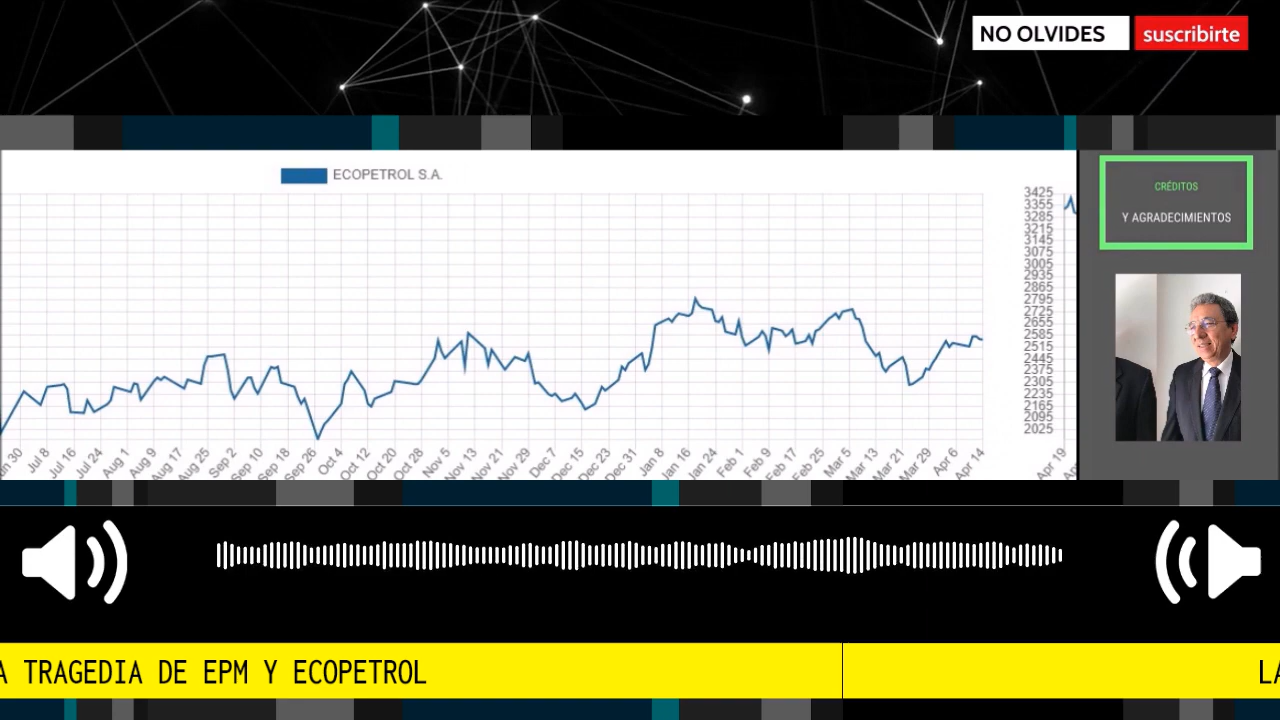 NO OLVIDES
suscribirte
ECOPETROL S.A.
CRÉDITOS
Y AGRADECIMIENTOS
3425
3355
3285
3215
3145
3075
3005
2935
2865
2795
2725
2655
2585
2515
2445
2375
2305
2235
2165
2095
2025
30
Jul 8
Jul 16
Jul 24
Aug 1
Aug 9
Aug 17
Aug 25
Sep 2
Sep 10
Sep 18
Sep 26
Oct 4
Oct 12
Oct 20
Oct 28
Nov 5
Nov 13
Nov 21
Nov 29
Dec 7
Dec 15
Dec 23
Dec 31
Jan 8
Jan 16
Jan 24
Feb 1
Feb 9
Feb 17
Feb 25
Mar 5
Mar 13
Mar 21
Mar 29
Apr 6
Apr 14
Apr 19
A TRAGEDIA DE EPM Y ECOPETROL
LA